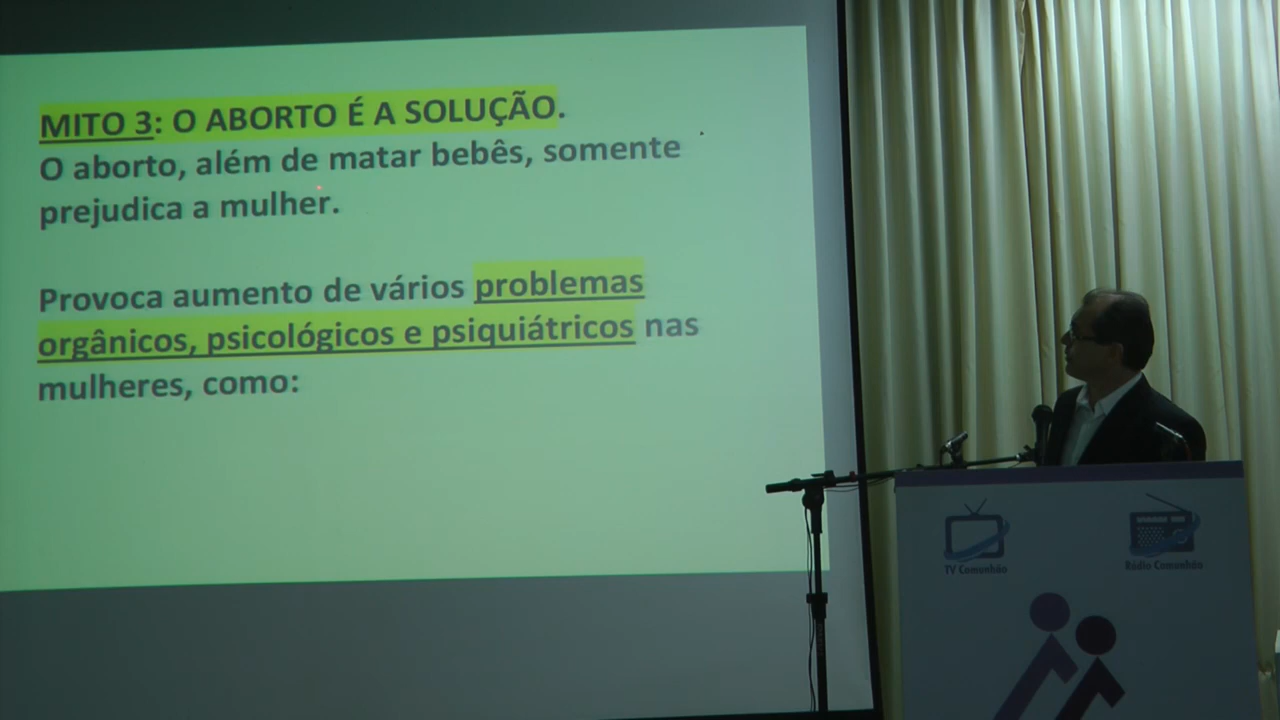 MITO 3: O ABORTO É A SOLUÇÃO.
O aborto, além de matar bebês, somente
prejudica a mulher.
Provoca aumento de vários problemas
orgânicos, psicológicos e psiquiátricos nas
mulheres, como:
TV Comunhão
Rádio Comunhão